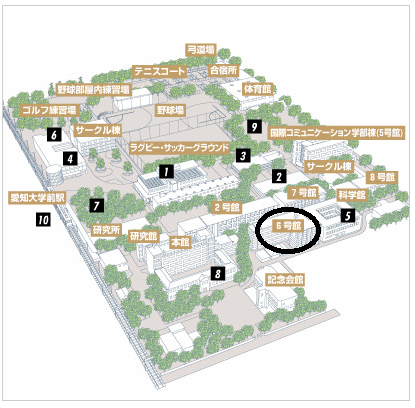 弓道場
テニスコート
合宿所
野球部屋内練習場
体育館
ゴルフ練習場
野球場
9
国際コミュニケーション学部棟(5号館)
6
サークル棟
ラグビー・サッカーグラウンド
4
3
サークル棟
1
2
8号館
7号館
愛知大学前駅
7
科学館
10
2号館
5
研究所
6号館
研究館
本館
8
記念会館